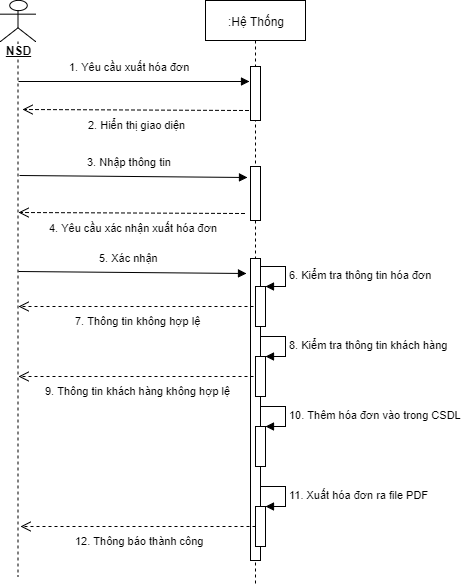 :Hệ Thống
NSD
1. Yêu cầu xuất hóa đơn
2. Hiển thị giao diện
3. Nhập thông tin
4. Yêu cầu xác nhận xuất hóa đơn
5. Xác nhận
6. Kiểm tra thông tin hóa đơn
7. Thông tin không hợp lệ
8. Kiểm tra thông tin khách hàng
9. Thông tin khách hàng không hợp lệ
10. Thêm hóa đơn vào trong CSDL
11. Xuất hóa đơn ra file PDF
12. Thông báo thành công